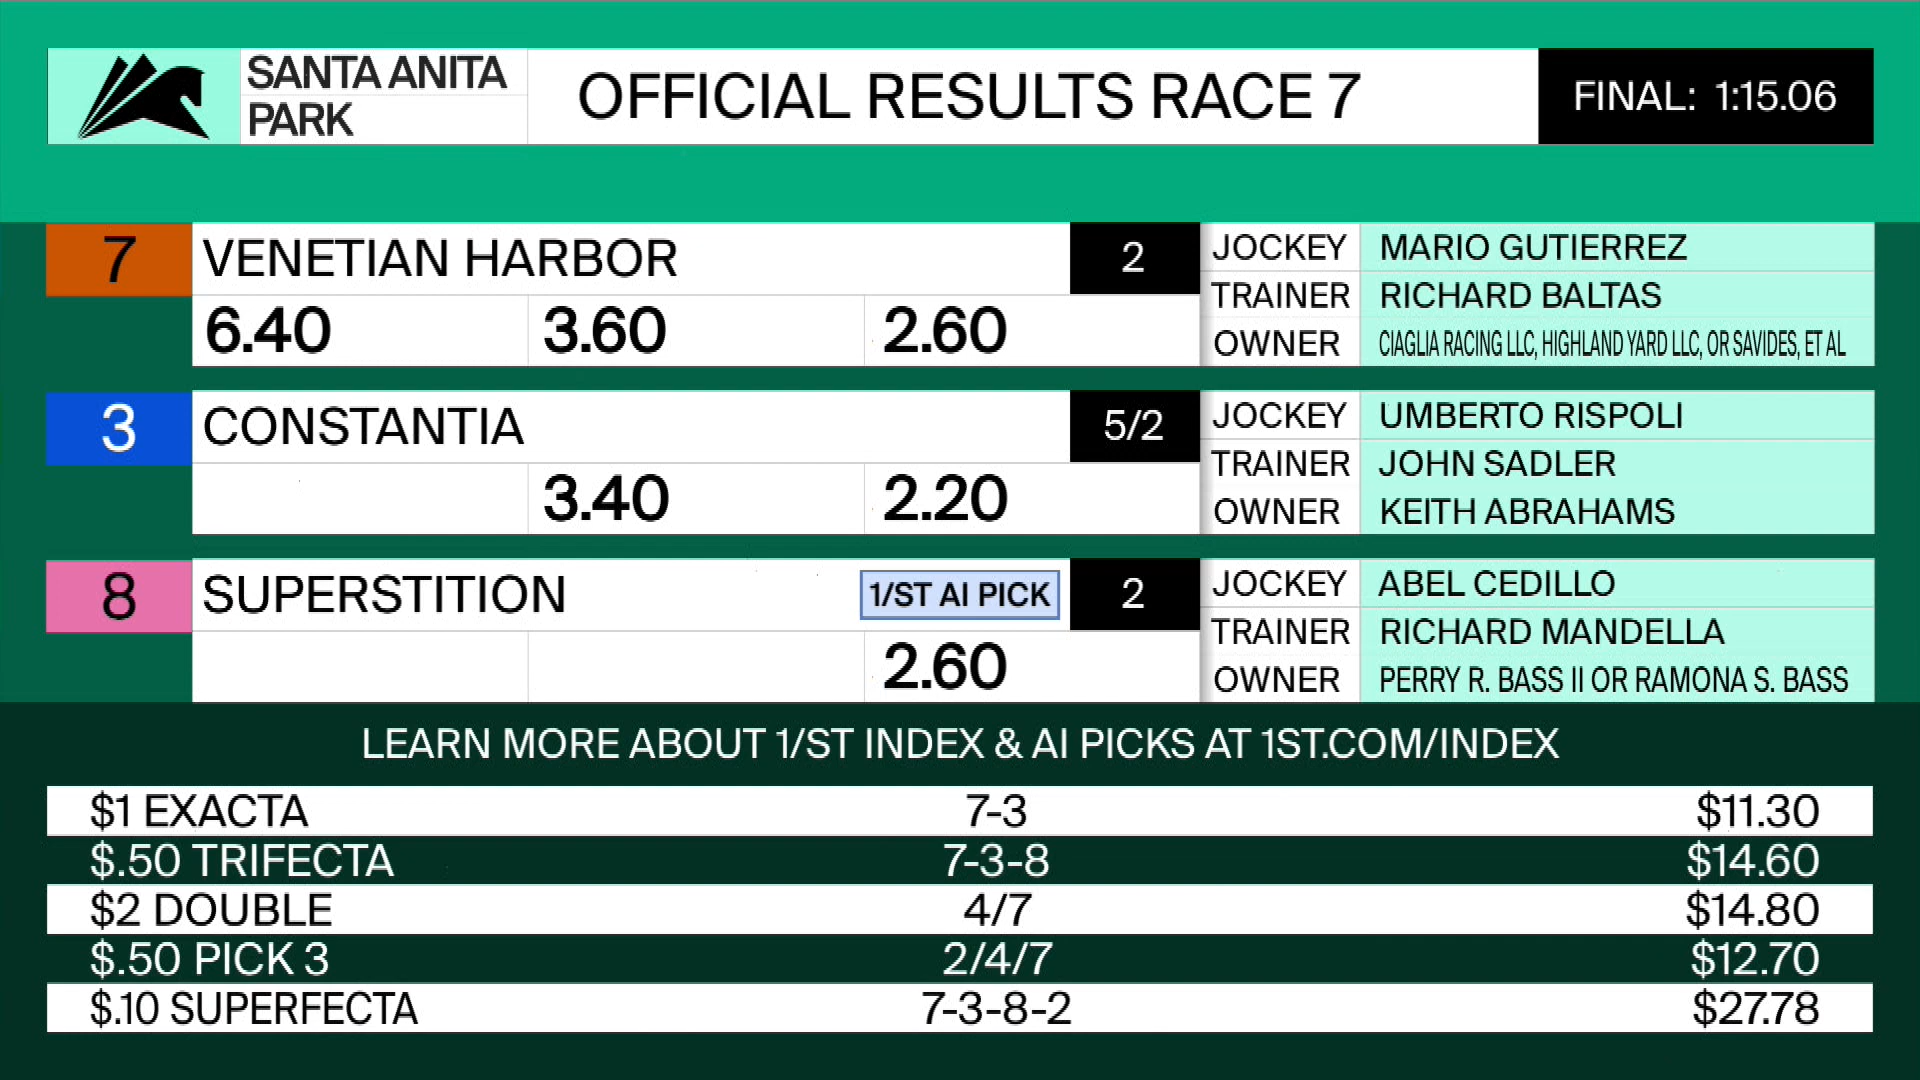 SANTA ANITA
PARK
OFFICIAL RESULTS RACE 7
FINAL: 1:15.06
7 VENETIAN HARBOR 2
6.40 3.60 2.60
JOCKEY MARIO GUTIERREZ
TRAINER RICHARD BALTAS
OWNER CIAGLIA RACING LLC, HIGHLAND YARD LLC, OR SAVIDES, ET AL
3 CONSTANTIA 5/2
3.40 2.20
JOCKEY UMBERTO RISPOLI
TRAINER JOHN SADLER
OWNER KEITH ABRAHAMS
8 SUPERSTITION 1/ST AI PICK 2
2.60
JOCKEY ABEL CEDILLO
TRAINER RICHARD MANDELLA
OWNER PERRY R. BASS II OR RAMONA S. BASS
LEARN MORE ABOUT 1/ST INDEX & AI PICKS AT 1ST.COM/INDEX
$1 EXACTA 7-3 $11.30
$.50 TRIFECTA 7-3-8 $14.60
$2 DOUBLE 4/7 $14.80
$.50 PICK 3 2/4/7 $12.70
$.10 SUPERFECTA 7-3-8-2 $27.78